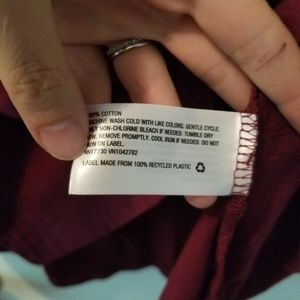 100% COTTON
MACHINE WASH COLD WITH LIKE COLORS. GENTLE CYCLE.
ONLY NON-CHLORINE BLEACH IF NEEDED. TUMBLE DRY
LOW. REMOVE PROMPTLY. COOL IRON IF NEEDED. DO NOT
IRON ON LABEL.
VN1042782
LABEL MADE FROM 100% RECYCLED PLASTIC